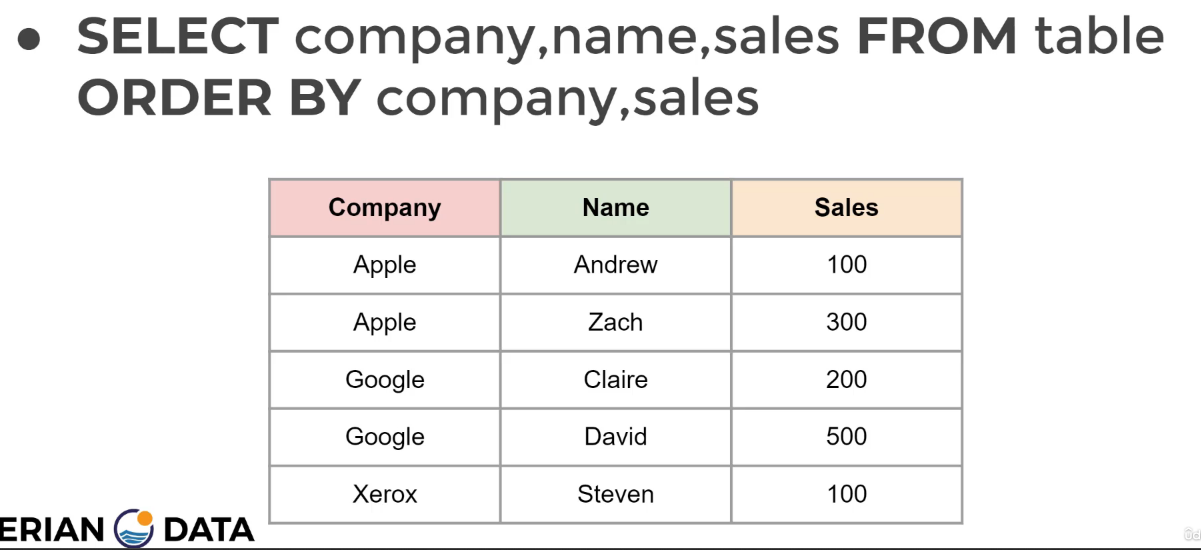 • SELECT company,name,sales FROM table
ORDER BY company,sales
Company Name Sales
Apple Andrew 100
Apple Zach 300
Google Claire 200
Google David 500
Xerox Steven 100
ERIAN DATA